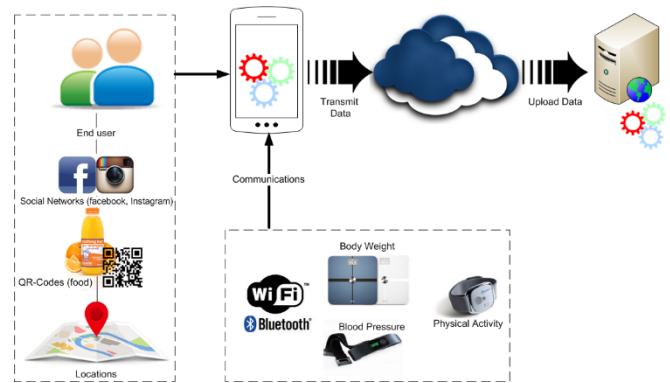 End user
Social Networks (facebook, Instagram)
QR-Codes (food)
Locations
Transmit
Data
Upload Data
Communications
Body Weight
WiFi™
Bluetooth®
Blood Pressure
Physical Activity